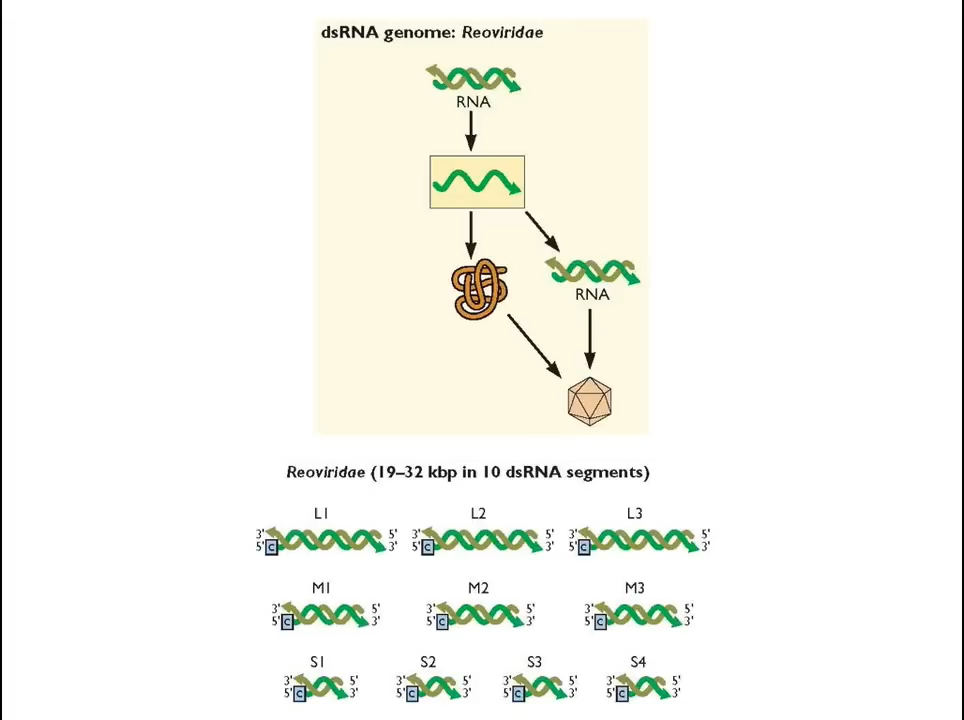 dsRNA genome: Reoviridae
RNA
RNA
Reoviridae (19–32 kbp in 10 dsRNA segments)
L1 L2 L3
3' 5' 3' 5' 3' 5'
5' C 3' 5' C 3' 5' C 3'
M1 M2 M3
3' 5' 3' 5' 3' 5'
5' C 3' 5' C 3' 5' C 3'
S1 S2 S3 S4
3' 5' 3' 5' 3' 5' 3' 5'
5' C 3' 5' C 3' 5' C 3' 5' C 3'